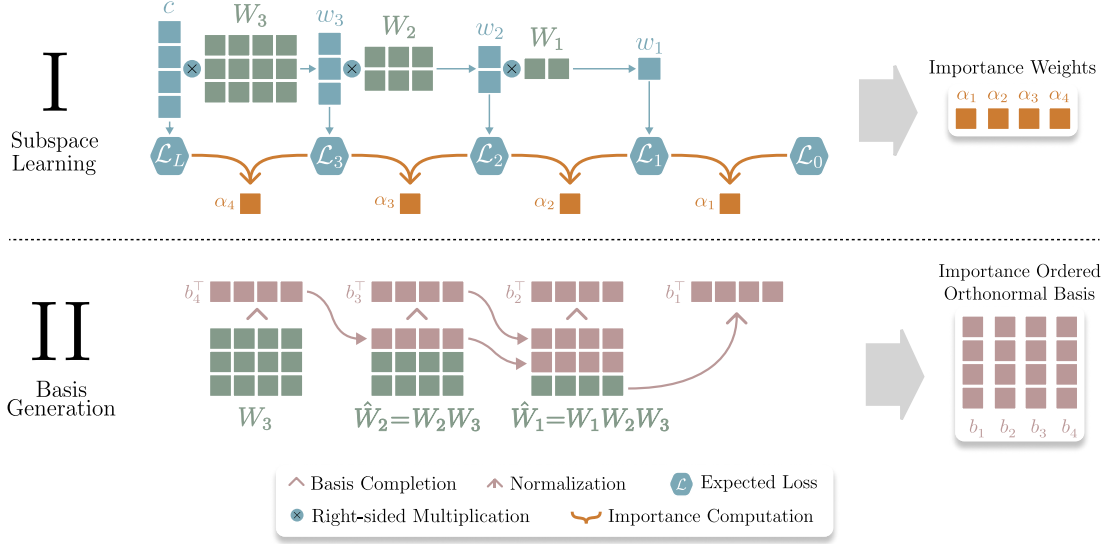 I
Subspace
Learning
c
W₃
w₃
W₂
w₂
W₁
w₁
ℒ_L
ℒ₃
ℒ₂
ℒ₁
ℒ₀
α₄
α₃
α₂
α₁
Importance Weights
α₁ α₂ α₃ α₄
II
Basis
Generation
b₄⊤
b₃⊤
b₂⊤
b₁⊤
W₃
Ŵ₂=W₂W₃
Ŵ₁=W₁W₂W₃
Importance Ordered
Orthonormal Basis
b₁ b₂ b₃ b₄
Basis Completion
Normalization
ℒ Expected Loss
Right-sided Multiplication
Importance Computation